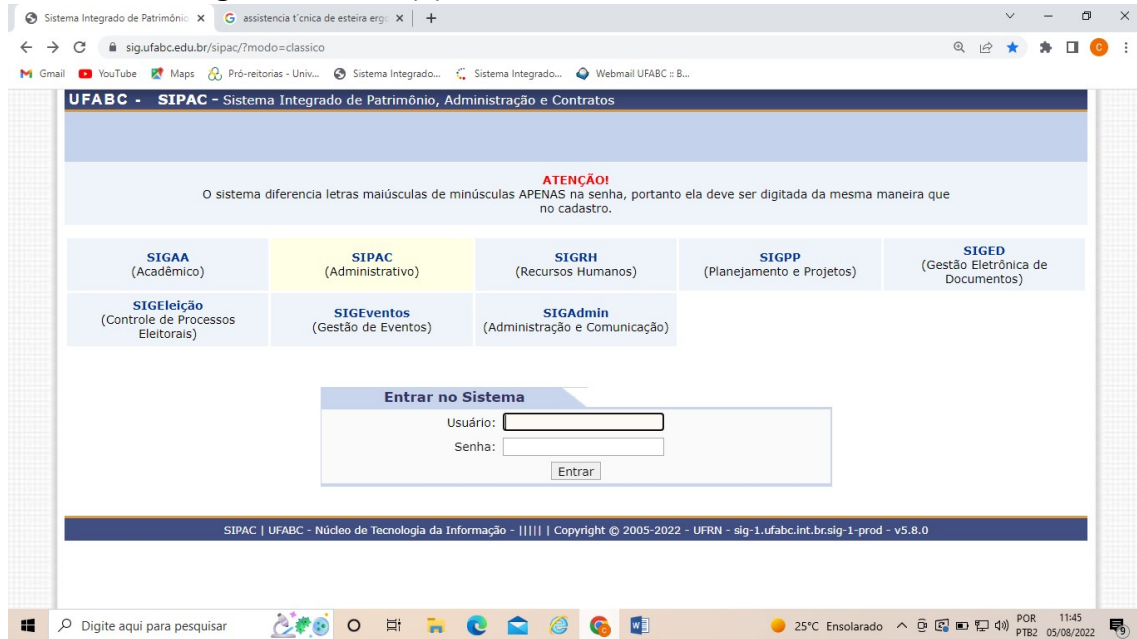 Sistema Integrado de Patrimônio
assistencia t´cnica de esteira ergo
sig.ufabc.edu.br/sipac/?modo=classico
Gmail YouTube Maps Pró-reitorias - Univ... Sistema Integrado... Sistema Integrado... Webmail UFABC :: B...
UFABC - SIPAC - Sistema Integrado de Patrimônio, Administração e Contratos
ATENÇÃO!
O sistema diferencia letras maiúsculas de minúsculas APENAS na senha, portanto ela deve ser digitada da mesma maneira que
no cadastro.
SIGAA
(Acadêmico)
SIPAC
(Administrativo)
SIGRH
(Recursos Humanos)
SIGPP
(Planejamento e Projetos)
SIGED
(Gestão Eletrônica de
Documentos)
SIGEleição
(Controle de Processos
Eleitorais)
SIGEventos
(Gestão de Eventos)
SIGAdmin
(Administração e Comunicação)
Entrar no Sistema
Usuário:
Senha:
Entrar
SIPAC | UFABC - Núcleo de Tecnologia da Informação - ||||| | Copyright © 2005-2022 - UFRN - sig-1.ufabc.int.br.sig-1-prod - v5.8.0
Digite aqui para pesquisar
25°C Ensolarado
POR
PTB2
11:45
05/08/2022